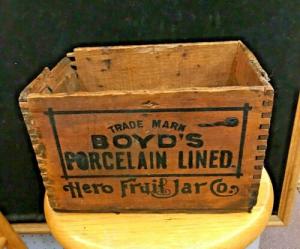 TRADE MARK
BOYD'S
PORCELAIN LINED.
Hero Fruit Jar Co.